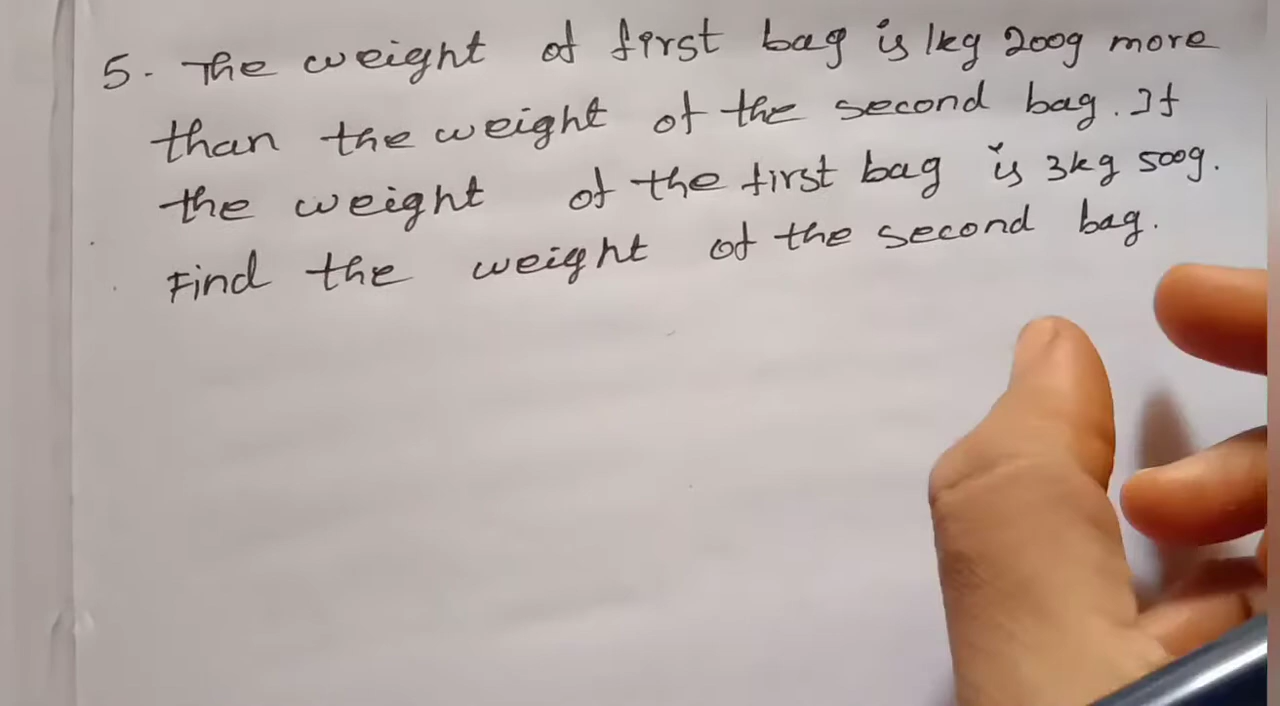 5. The weight of first bag is 1kg 200g more
than the weight of the second bag. If
the weight of the first bag is 3kg 500g.
Find the weight of the second bag.